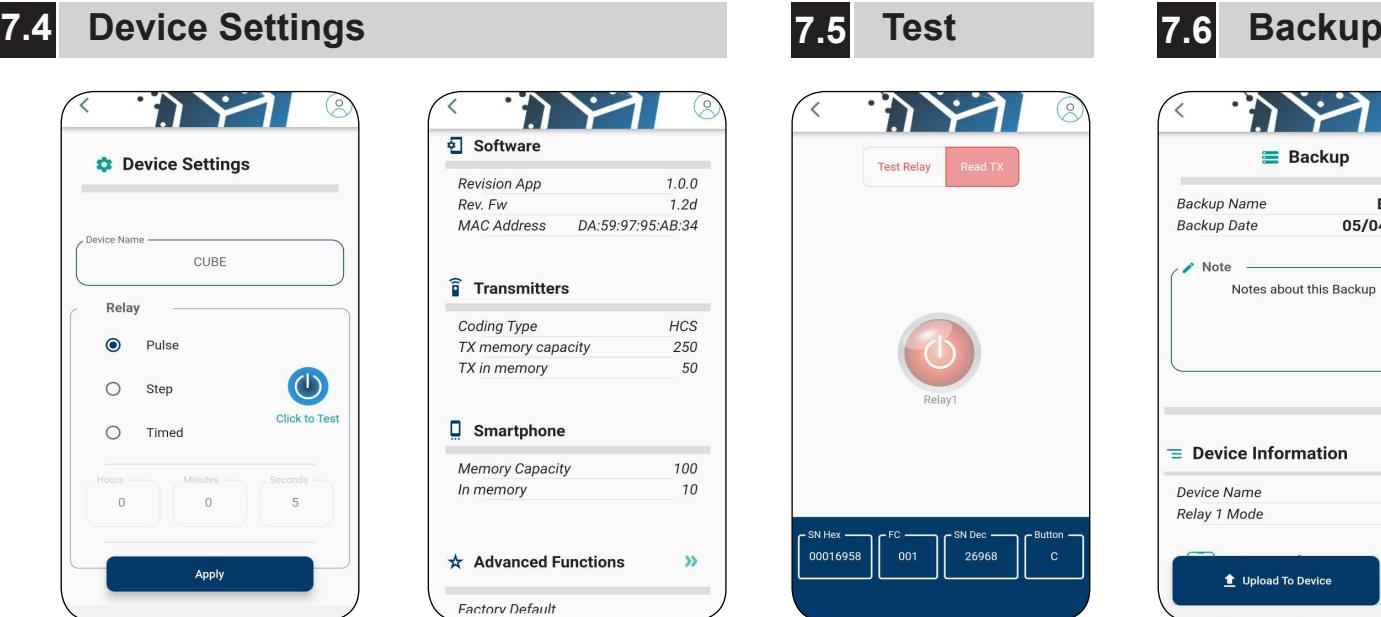 7.4 Device Settings
Device Settings
Device Name
CUBE
Relay
Pulse
Step
Timed
Click to Test
Hours Minutes Seconds
0 0 5
Apply
Software
Revision App 1.0.0
Rev. Fw 1.2d
MAC Address DA:59:97:95:AB:34
Transmitters
Coding Type HCS
TX memory capacity 250
TX in memory 50
Smartphone
Memory Capacity 100
In memory 10
Advanced Functions
Factory Default
7.5 Test
Test Relay Read TX
Relay1
SN Hex FC SN Dec Button
00016958 001 26968 C
7.6 Backup
Backup
Backup Name
Backup Date 05/04
Note
Notes about this Backup
Device Information
Device Name
Relay 1 Mode
Upload To Device